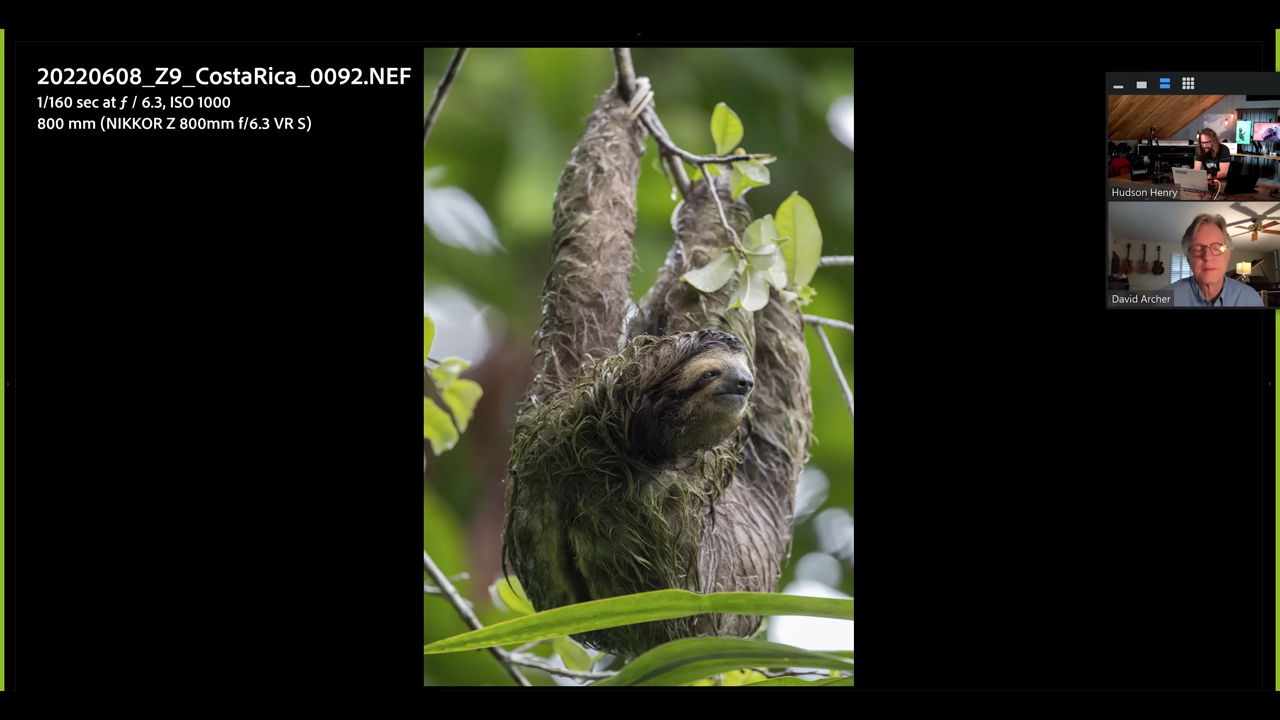 20220608_Z9_CostaRica_0092.NEF
1/160 sec at ƒ / 6.3, ISO 1000
800 mm (NIKKOR Z 800mm f/6.3 VR S)
Hudson Henry
David Archer